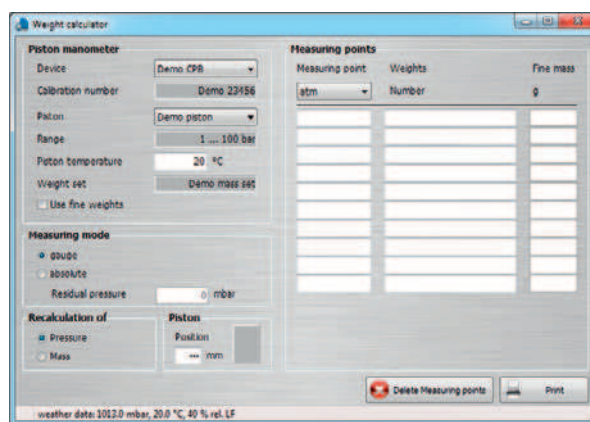 Weight calculator
Piston manometer
Device
Demo CPB
Calibration number
Demo 23456
Piston
Demo piston
Range
1 ... 100 bar
Piston temperature
20 °C
Weight set
Demo mass set
Use fine weights
Measuring mode
gauge
absolute
Residual pressure
0 mbar
Recalculation of
Pressure
Mass
Piston
Position
--- mm
Measuring points
Measuring point Weights Fine mass
atm Number g
Delete Measuring points
Print
weather data: 1013.0 mbar, 20.0 °C, 40 % rel. LF